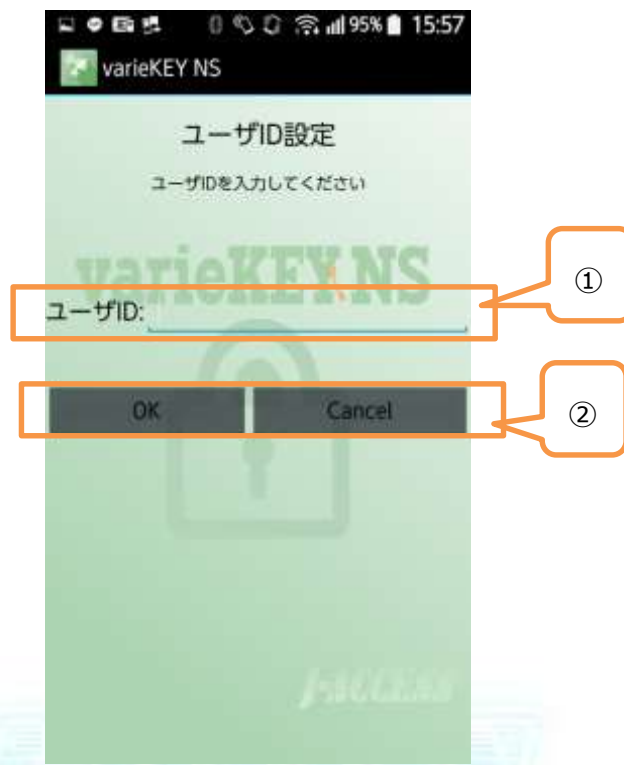 95% 15:57
varieKEY NS
ユーザID設定
ユーザIDを入力してください
varieKEY NS
①
ユーザID:
OK Cancel
②
J-ACCESS